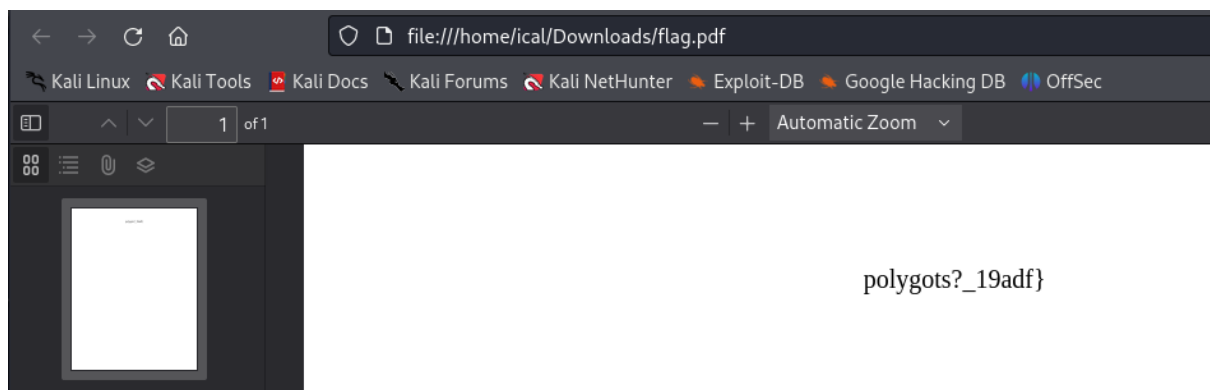 file:///home/ical/Downloads/flag.pdf
Kali Linux Kali Tools Kali Docs Kali Forums Kali NetHunter Exploit-DB Google Hacking DB OffSec
1 of 1 Automatic Zoom
polygots?_19adf}